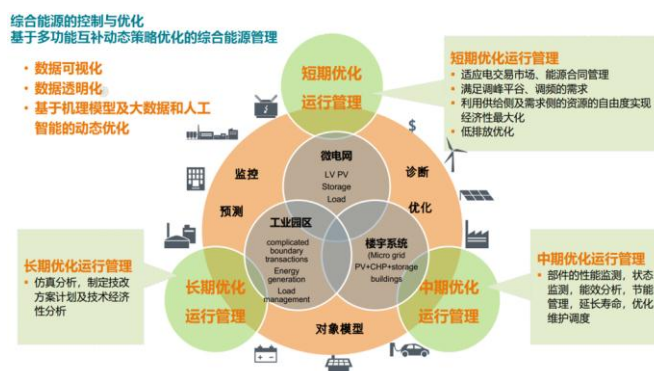 综合能源的控制与优化
基于多功能互补动态策略优化的综合能源管理
• 数据可视化
• 数据透明化
• 基于机理模型及大数据和人工
智能的动态优化
短期优化
运行管理
短期优化运行管理
• 适应电交易市场、能源合同管理
• 满足调峰平谷、调频的需求
• 利用供给侧及需求侧的资源的自由度实现
经济性最大化
• 低排放优化
$
监控
预测
诊断
优化
微电网
LV PV
Storage
Load
工业园区
complicated
boundary
transactions
Energy
generation
Load
management
楼宇系统
(Micro grid
PV+CHP+storage
buildings.
对象模型
长期优化运行管理
• 仿真分析，制定技改
方案计划及技术经济
性分析
长期优化
运行管理
中期优化
运行管理
中期优化运行管理
• 部件的性能监测，状态
监测，能效分析，节能
管理，延长寿命，优化
维护调度